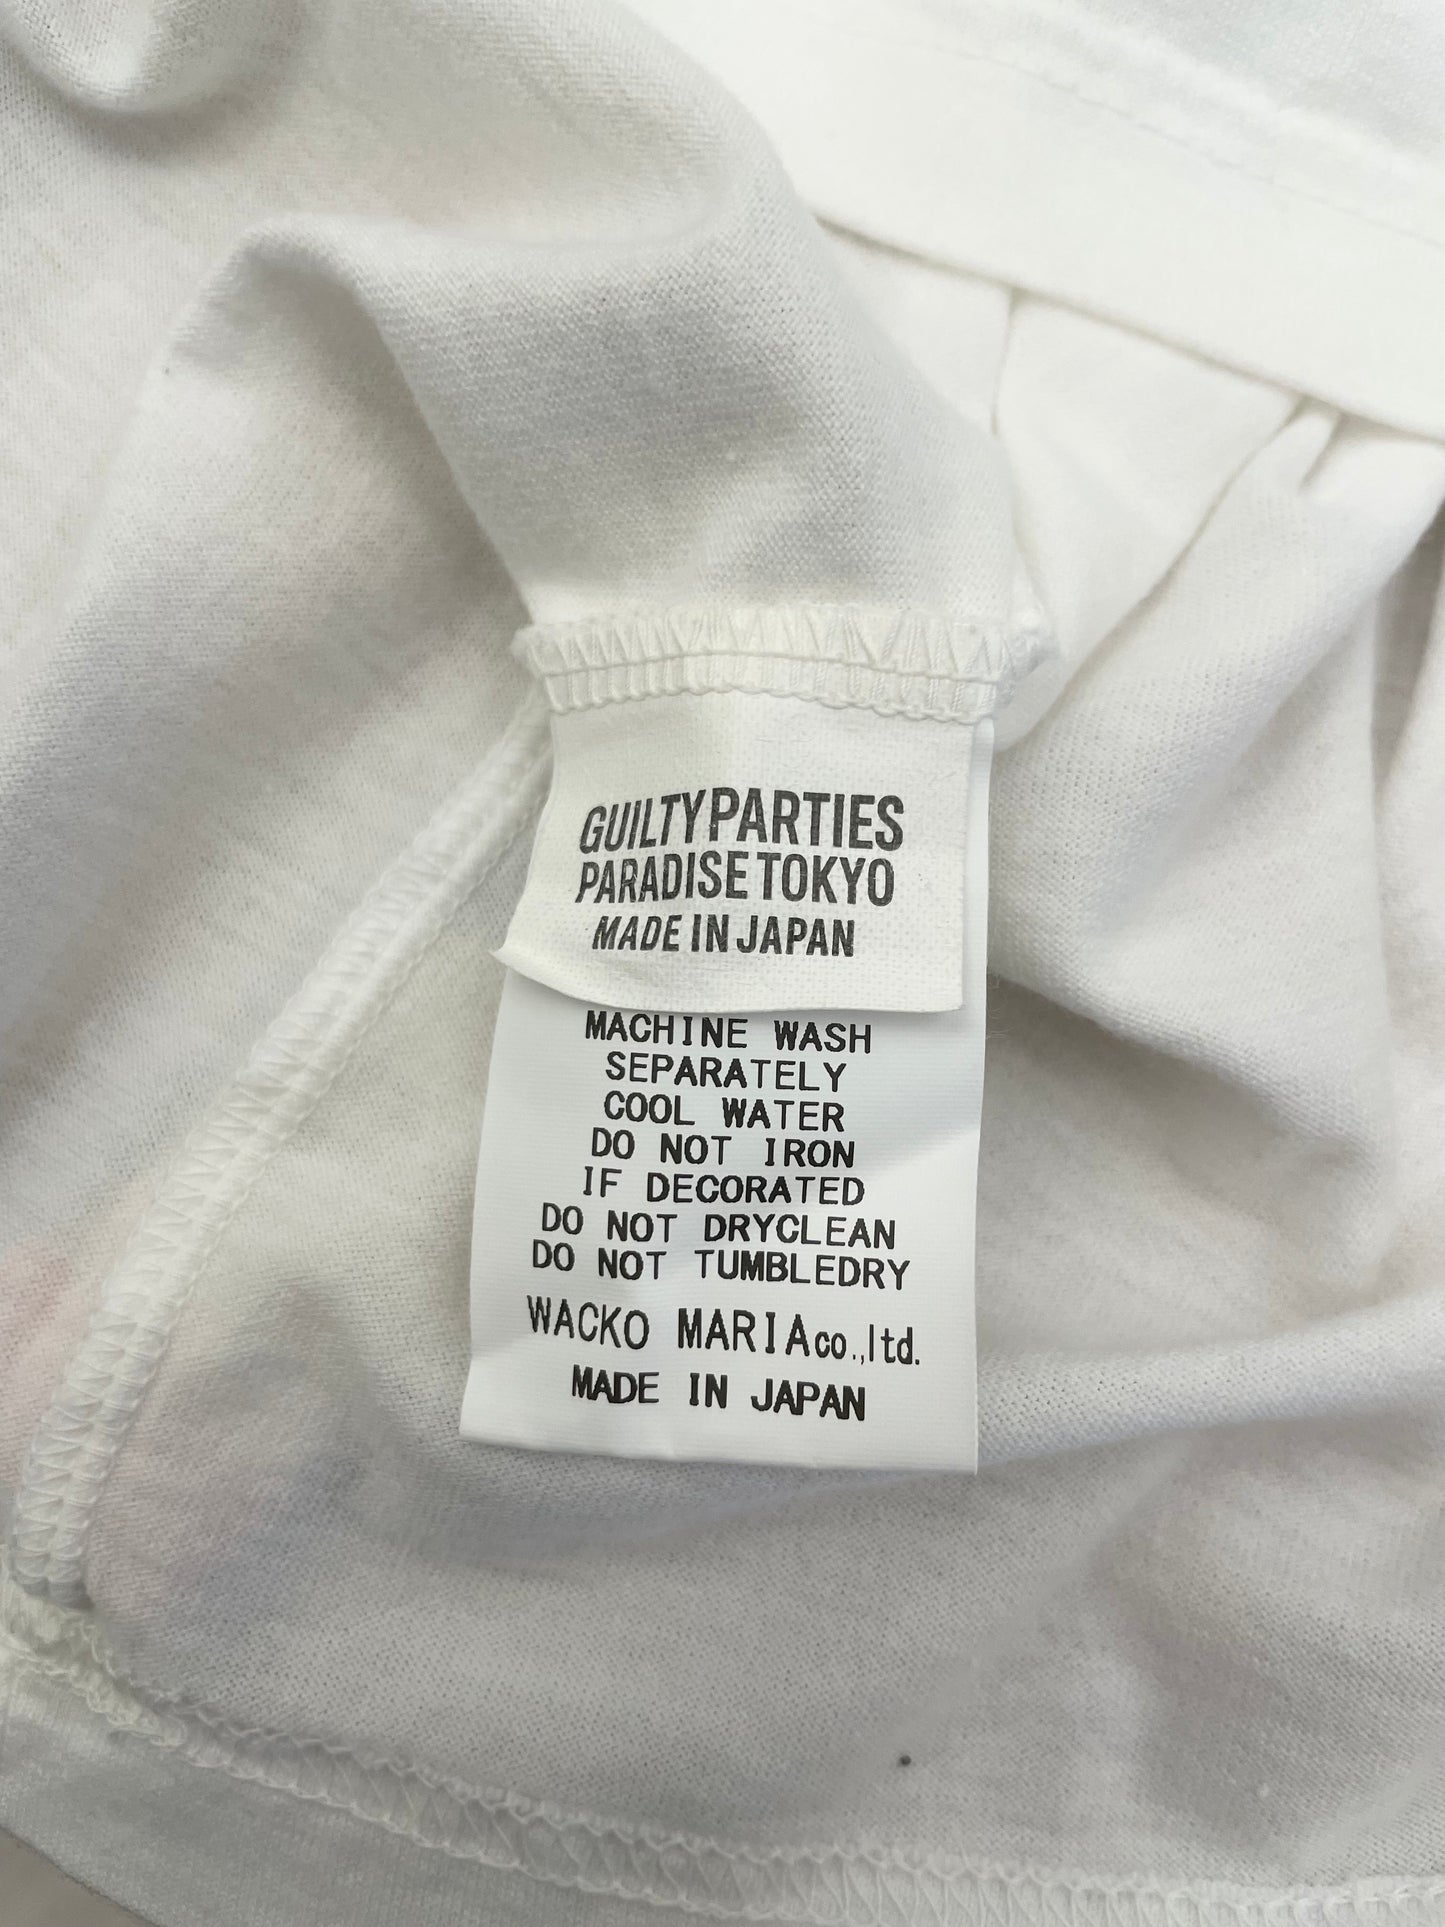 GUILTY PARTIES
PARADISE TOKYO
MADE IN JAPAN
MACHINE WASH
SEPARATELY
COOL WATER
DO NOT IRON
IF DECORATED
DO NOT DRYCLEAN
DO NOT TUMBLEDRY
WACKO MARIAco.,ltd.
MADE IN JAPAN